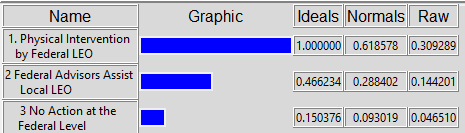 Name Graphic Ideals Normals Raw
1. Physical Intervention
by Federal LEO
1.000000 0.618578 0.309289
2 Federal Advisors Assist
Local LEO
0.466234 0.288402 0.144201
3 No Action at the
Federal Level
0.150376 0.093019 0.046510